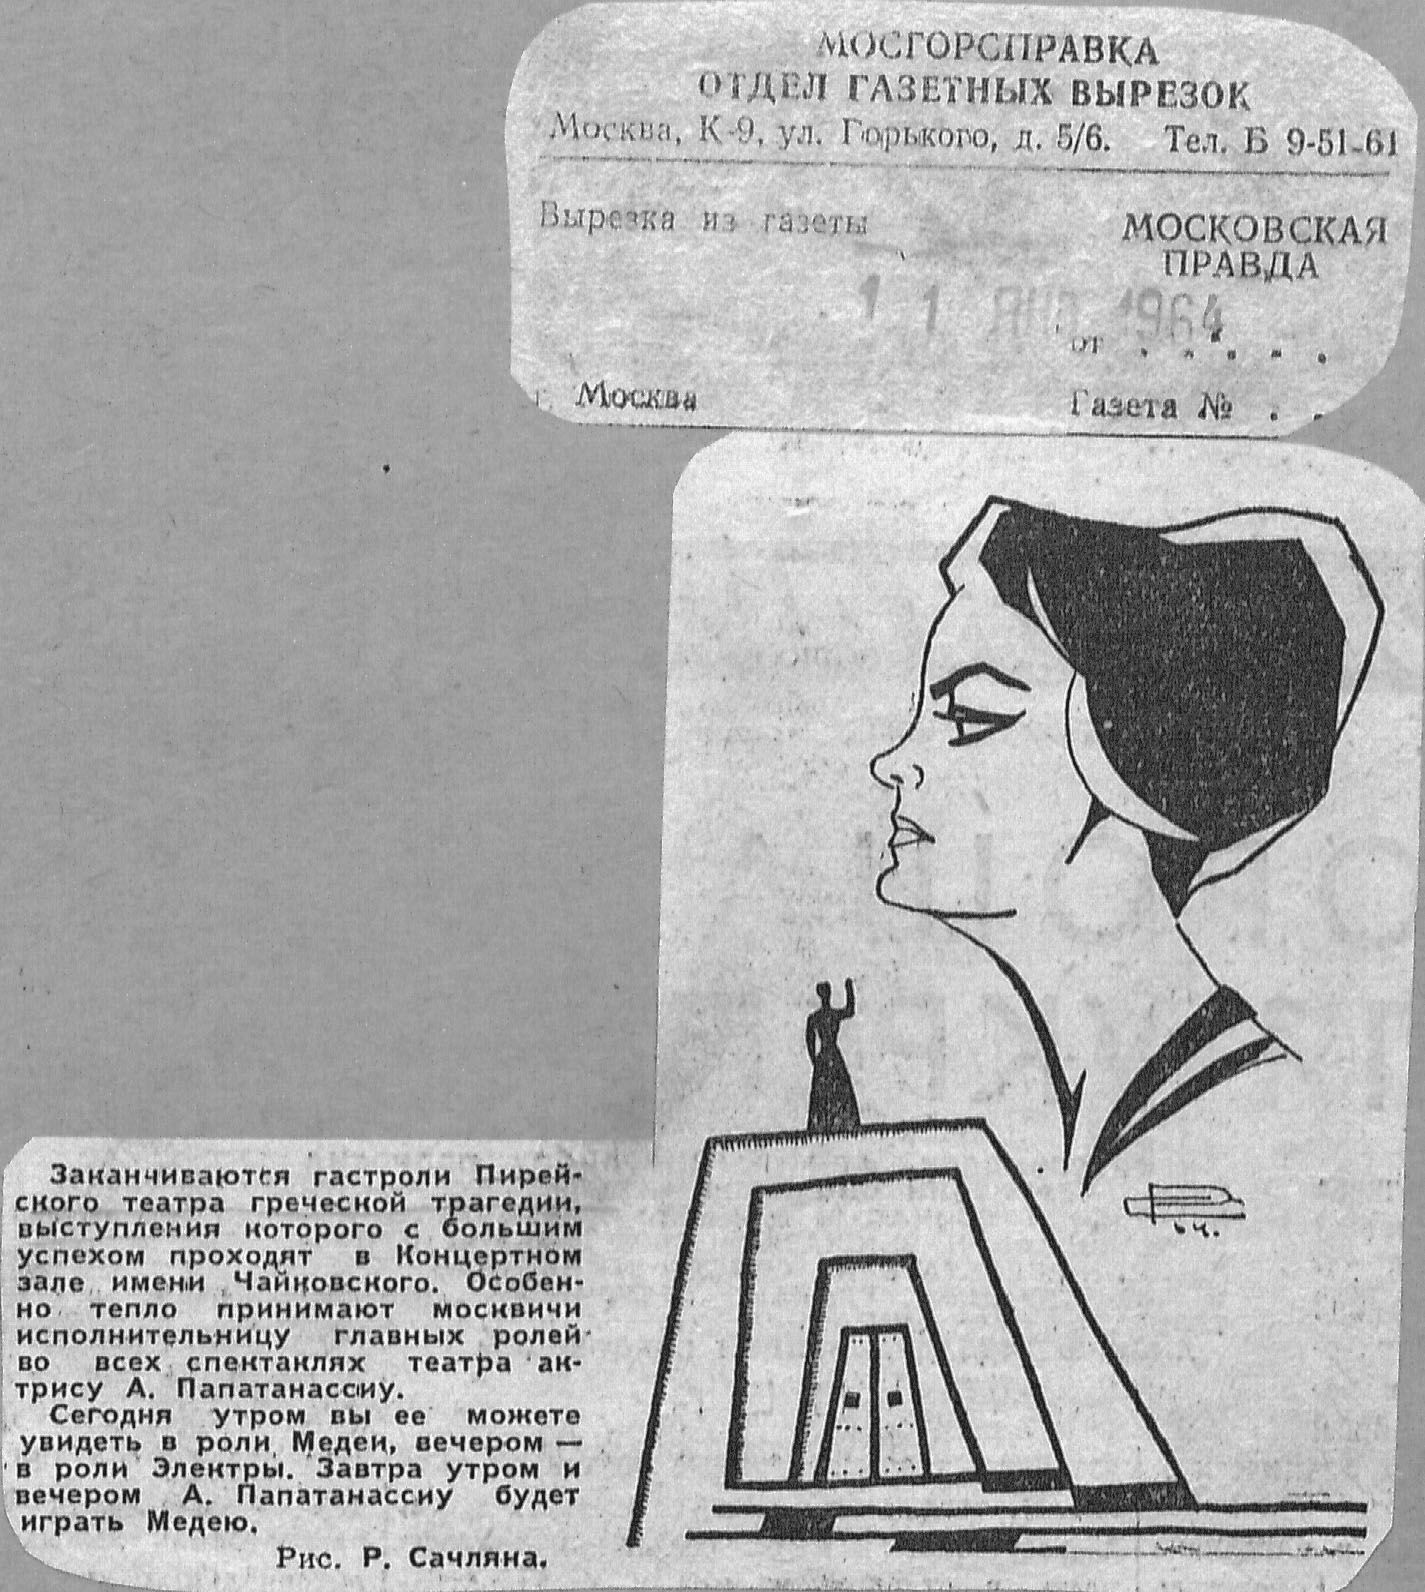 МОСГОРСПРАВКА
ОТДЕЛ ГАЗЕТНЫХ ВЫРЕЗОК
Москва, К-9, ул. Горького, д. 5/6. Тел. Б 9-51-61
Вырезка из газеты
МОСКОВСКАЯ
ПРАВДА
11 ЯНВ 1964
от . . . . .
г. Москва Газета № . .
64.
Заканчиваются гастроли Пирей-
ского театра греческой трагедии,
выступления которого с большим
успехом проходят в Концертном
зале имени Чайковского. Особен-
но тепло принимают москвичи
исполнительницу главных ролей
во всех спектаклях театра ак-
трису А. Папатанассиу.
Сегодня утром вы ее можете
увидеть в роли Медеи, вечером —
в роли Электры. Завтра утром и
вечером А. Папатанассиу будет
играть Медею.
Рис. Р. Сачляна.